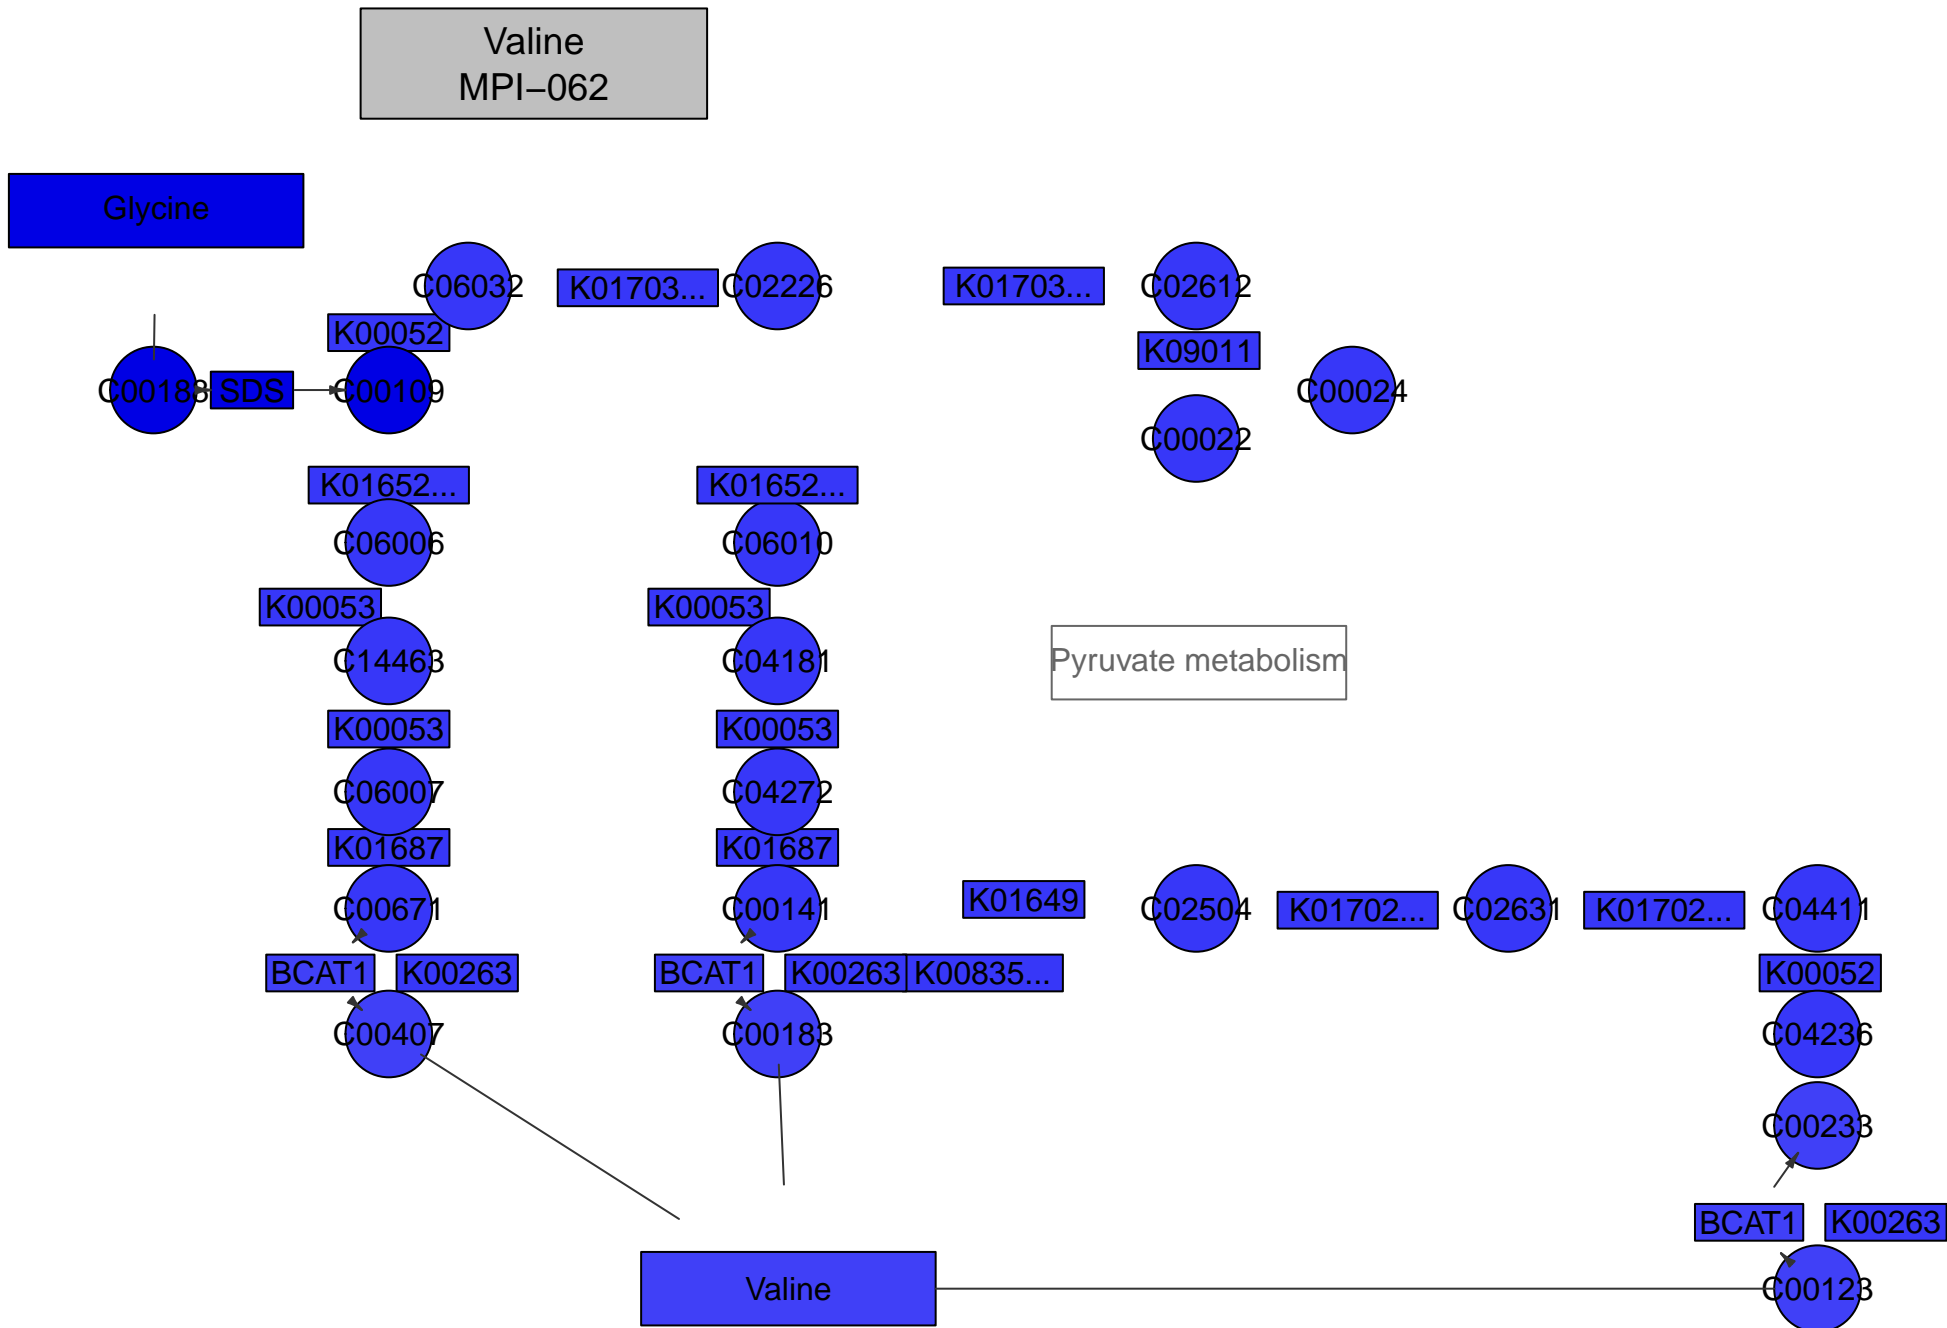 Valine
MPI−062
Glycine
C06032
K01703...
C02226
K01703...
C02612
K00052
K09011
C00188
SDS
C00109
C00024
C00022
K01652...
K01652...
C06006
C06010
K00053
K00053
C14463
C04181
Pyruvate metabolism
K00053
K00053
C06007
C04272
K01687
K01687
C00671
C00141
K01649
C02504
K01702...
C02631
K01702...
C04411
BCAT1
K00263
BCAT1
K00263
K00835...
K00052
C00407
C00183
C04236
C00233
BCAT1
K00263
Valine
C00123